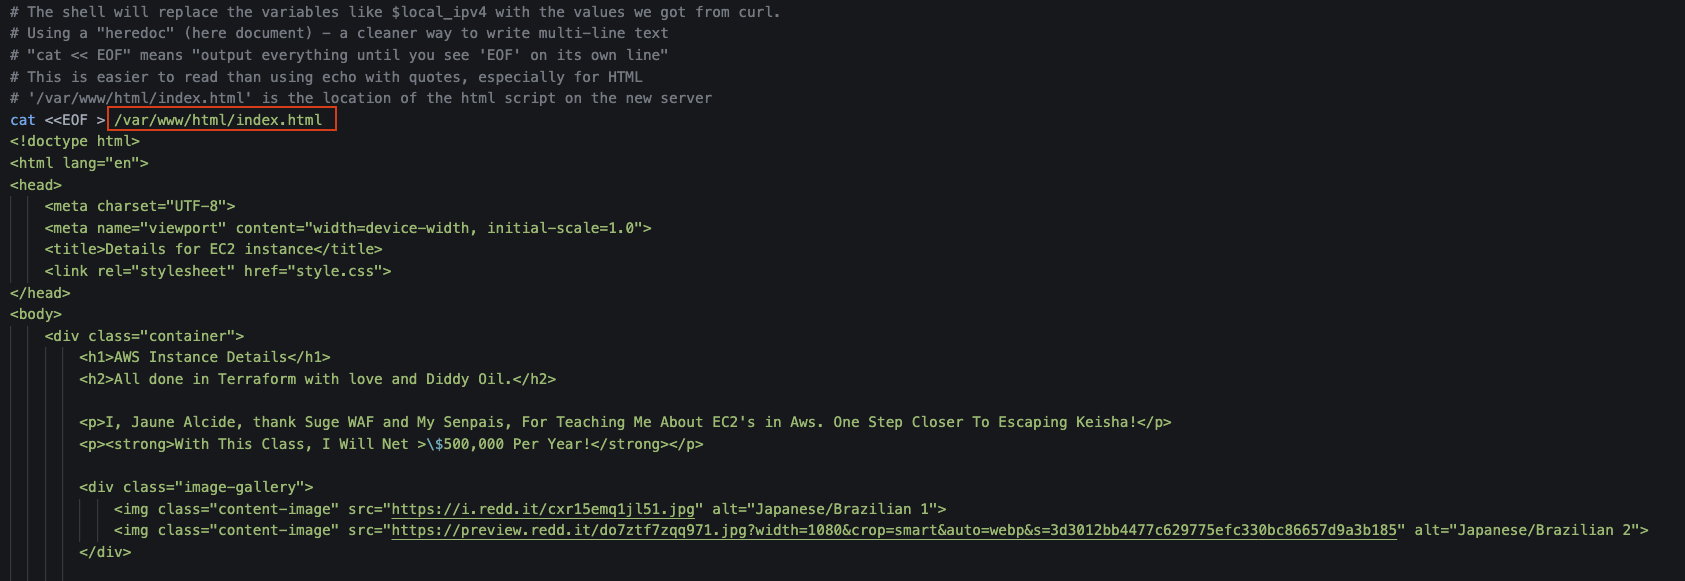 # The shell will replace the variables like $local_ipv4 with the values we got from curl.
# Using a "heredoc" (here document) - a cleaner way to write multi-line text
# "cat << EOF" means "output everything until you see 'EOF' on its own line"
# This is easier to read than using echo with quotes, especially for HTML
# '/var/www/html/index.html' is the location of the html script on the new server
cat <<EOF > /var/www/html/index.html
<!doctype html>
<html lang="en">
<head>
    <meta charset="UTF-8">
    <meta name="viewport" content="width=device-width, initial-scale=1.0">
    <title>Details for EC2 instance</title>
    <link rel="stylesheet" href="style.css">
</head>
<body>
    <div class="container">
        <h1>AWS Instance Details</h1>
        <h2>All done in Terraform with love and Diddy Oil.</h2>
        <p>I, Jaune Alcide, thank Suge WAF and My Senpais, For Teaching Me About EC2's in Aws. One Step Closer To Escaping Keisha!</p>
        <p><strong>With This Class, I Will Net >\$500,000 Per Year!</strong></p>
        <div class="image-gallery">
            <img class="content-image" src="https://i.redd.it/cxr15emq1jl51.jpg" alt="Japanese/Brazilian 1">
            <img class="content-image" src="https://preview.redd.it/do7ztf7zqq971.jpg?width=1080&crop=smart&auto=webp&s=3d3012bb4477c629775efc330bc86657d9a3b185" alt="Japanese/Brazilian 2">
        </div>